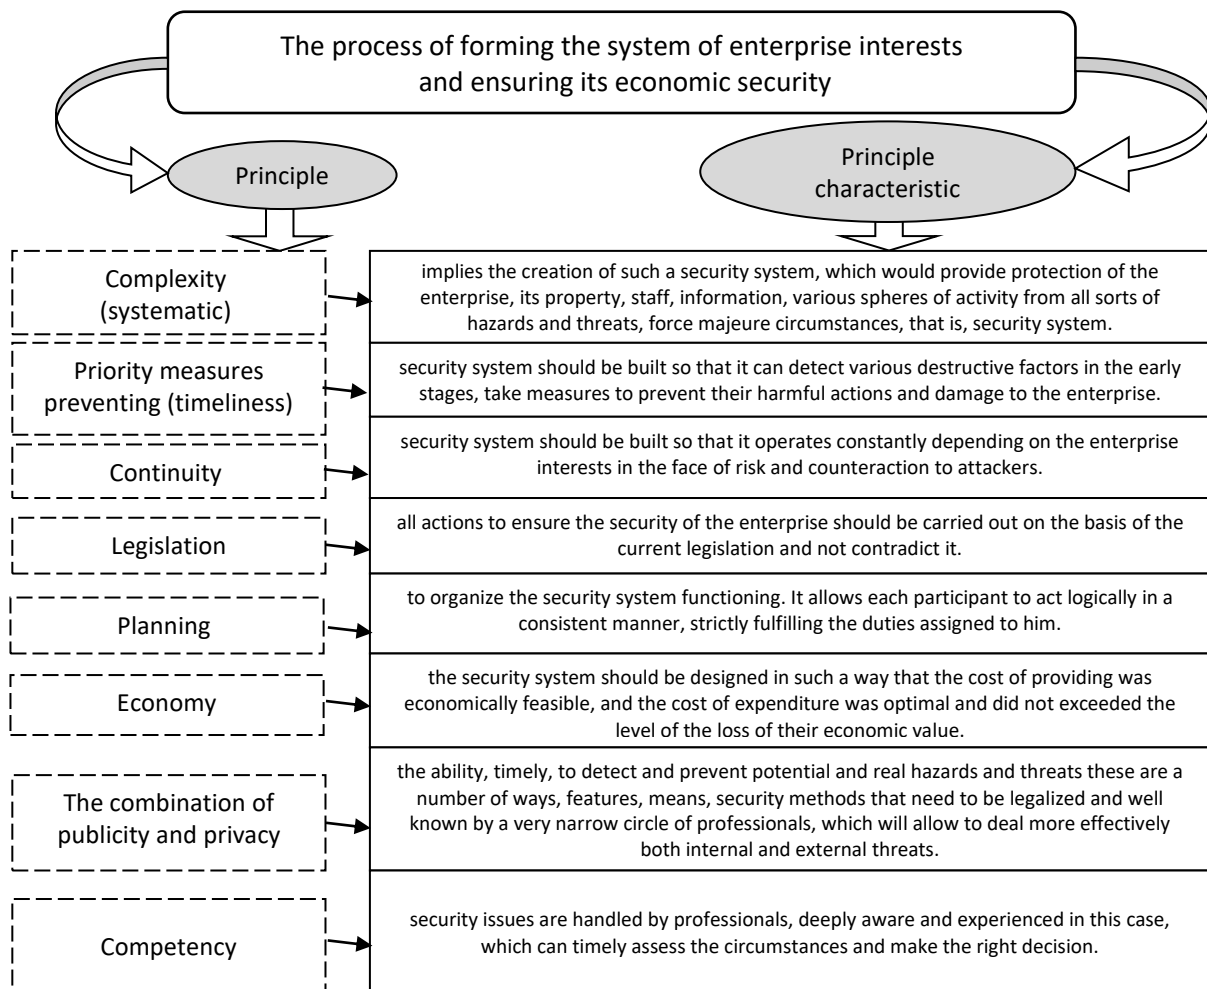 The process of forming the system of enterprise interests
and ensuring its economic security
Principle
Principle
characteristic
Complexity
(systematic)
implies the creation of such a security system, which would provide protection of the
enterprise, its property, staff, information, various spheres of activity from all sorts of
hazards and threats, force majeure circumstances, that is, security system.
Priority measures
preventing (timeliness)
security system should be built so that it can detect various destructive factors in the early
stages, take measures to prevent their harmful actions and damage to the enterprise.
Continuity
security system should be built so that it operates constantly depending on the enterprise
interests in the face of risk and counteraction to attackers.
Legislation
all actions to ensure the security of the enterprise should be carried out on the basis of the
current legislation and not contradict it.
Planning
to organize the security system functioning. It allows each participant to act logically in a
consistent manner, strictly fulfilling the duties assigned to him.
Economy
the security system should be designed in such a way that the cost of providing was
economically feasible, and the cost of expenditure was optimal and did not exceeded the
level of the loss of their economic value.
The combination of
publicity and privacy
the ability, timely, to detect and prevent potential and real hazards and threats these are a
number of ways, features, means, security methods that need to be legalized and well
known by a very narrow circle of professionals, which will allow to deal more effectively
both internal and external threats.
Competency
security issues are handled by professionals, deeply aware and experienced in this case,
which can timely assess the circumstances and make the right decision.